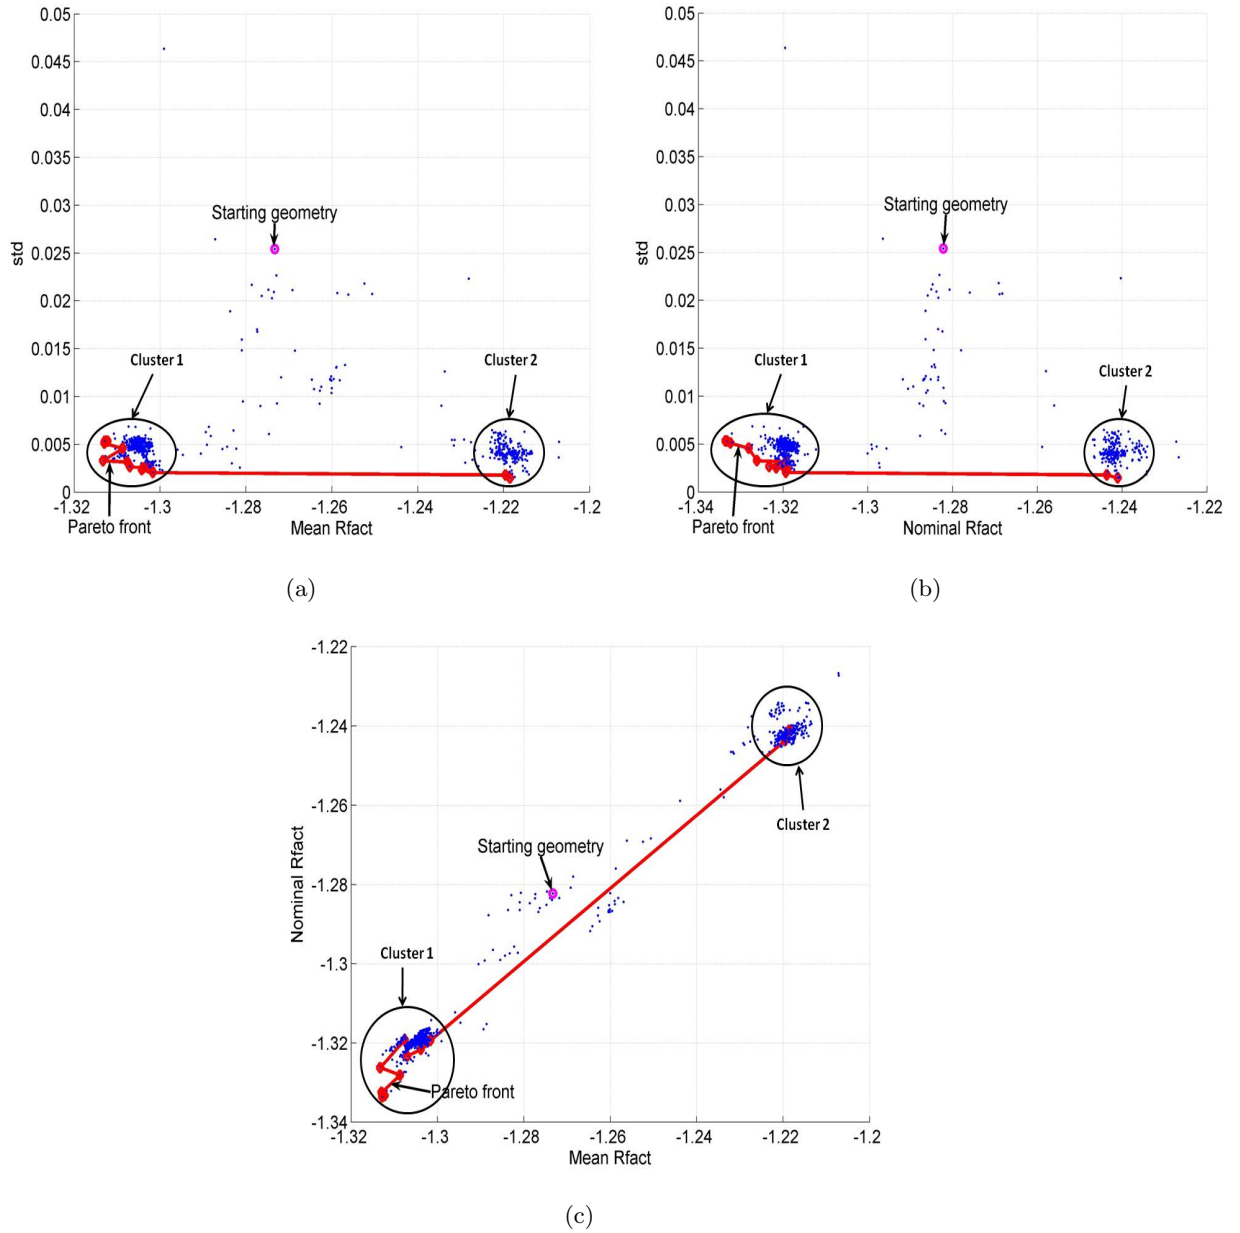 0.05
0.045
0.04
0.035
0.03
0.025
0.02
0.015
0.01
0.005
0
std
Starting geometry
Cluster 1
Cluster 2
Pareto front
-1.32
-1.3
-1.28
-1.26
-1.24
-1.22
-1.2
Mean Rfact
(a)
0.05
0.045
0.04
0.035
0.03
0.025
0.02
0.015
0.01
0.005
0
std
Starting geometry
Cluster 1
Cluster 2
Pareto front
-1.34
-1.32
-1.3
-1.28
-1.26
-1.24
-1.22
Nominal Rfact
(b)
-1.22
-1.24
-1.26
-1.28
-1.3
-1.32
-1.34
Nominal Rfact
Cluster 2
Starting geometry
Cluster 1
Pareto front
-1.32
-1.3
-1.28
-1.26
-1.24
-1.22
-1.2
Mean Rfact
(c)